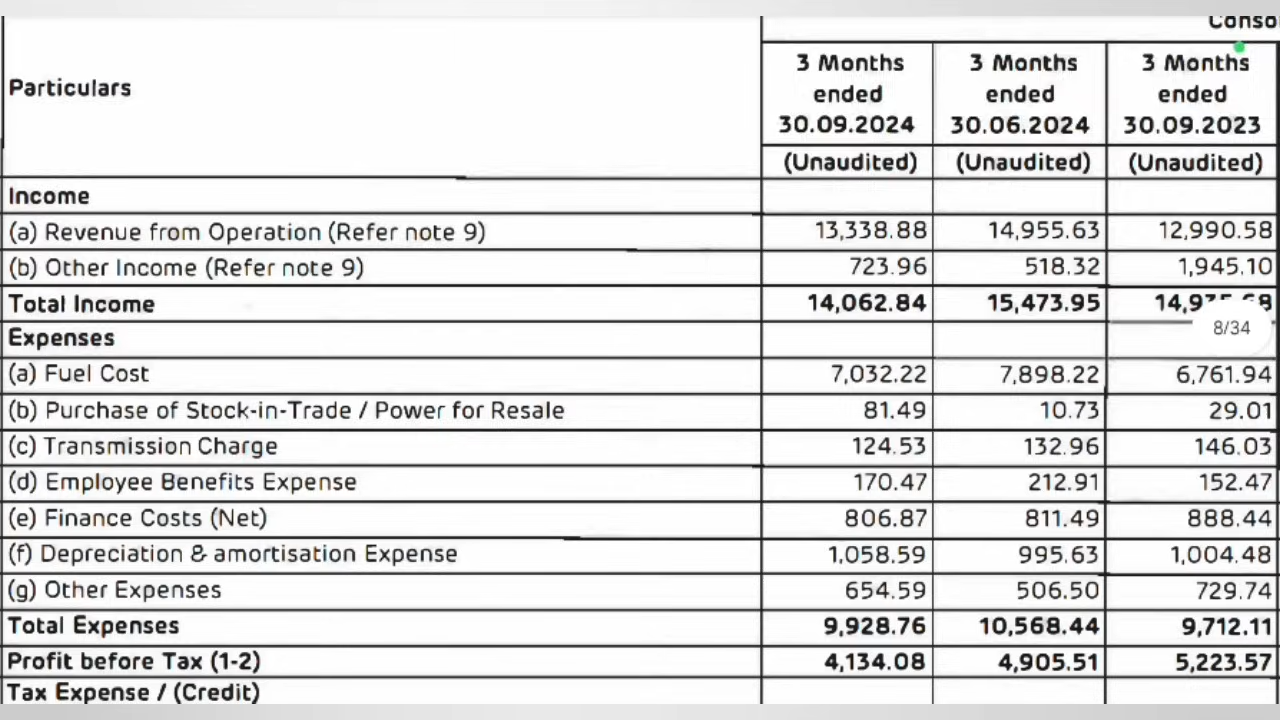 Particulars
3 Months ended 30.09.2024 3 Months ended 30.06.2024 3 Months ended 30.09.2023
(Unaudited) (Unaudited) (Unaudited)
Income
(a) Revenue from Operation (Refer note 9) 13,338.88 14,955.63 12,990.58
(b) Other Income (Refer note 9) 723.96 518.32 1,945.10
Total Income 14,062.84 15,473.95
8/34
Expenses
(a) Fuel Cost 7,032.22 7,898.22 6,761.94
(b) Purchase of Stock-in-Trade / Power for Resale 81.49 10.73 29.01
(c) Transmission Charge 124.53 132.96 146.03
(d) Employee Benefits Expense 170.47 212.91 152.47
(e) Finance Costs (Net) 806.87 811.49 888.44
(f) Depreciation & amortisation Expense 1,058.59 995.63 1,004.48
(g) Other Expenses 654.59 506.50 729.74
Total Expenses 9,928.76 10,568.44 9,712.11
Profit before Tax (1-2) 4,134.08 4,905.51 5,223.57
Tax Expense / (Credit)